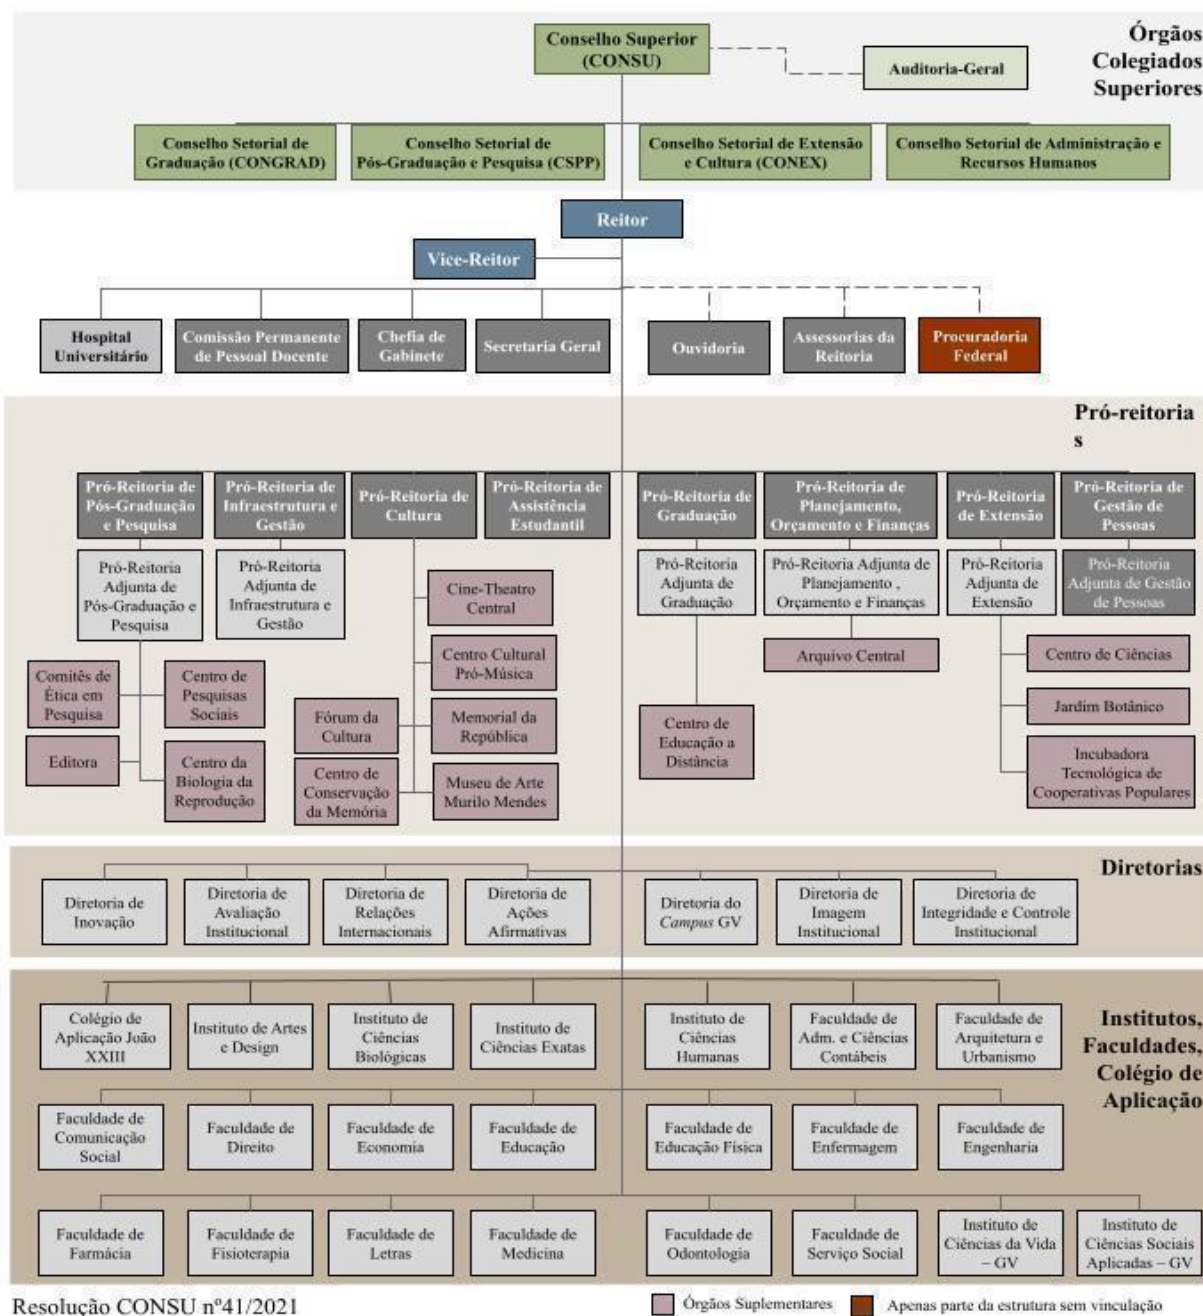 Órgãos
Colegiados
Superiores
Conselho Superior
(CONSU)
Auditoria-Geral
Conselho Setorial de
Graduação (CONGRAD)
Conselho Setorial de
Pós-Graduação e Pesquisa (CSPP)
Conselho Setorial de Extensão
e Cultura (CONEX)
Conselho Setorial de Administração e
Recursos Humanos
Reitor
Vice-Reitor
Hospital
Universitário
Comissão Permanente
de Pessoal Docente
Chefia de
Gabinete
Secretaria Geral
Ouvidoria
Assessorias da
Reitoria
Procuradoria
Federal
Pró-reitoria
s
Pró-Reitoria de
Pós-Graduação
e Pesquisa
Pró-Reitoria de
Infraestrutura e
Gestão
Pró-Reitoria de
Cultura
Pró-Reitoria de
Assistência
Estudantil
Pró-Reitoria de
Graduação
Pró-Reitoria de
Planejamento,
Orçamento e Finanças
Pró-Reitoria
de Extensão
Pró-Reitoria de
Gestão de
Pessoas
Pró-Reitoria
Adjunta de
Pós-Graduação e
Pesquisa
Pró-Reitoria
Adjunta de
Infraestrutura e
Gestão
Pró-Reitoria
Adjunta de
Graduação
Pró-Reitoria Adjunta de
Planejamento ,
Orçamento e Finanças
Pró-Reitoria
Adjunta de
Extensão
Pró-Reitoria
Adjunta de Gestão
de Pessoas
Comitês de
Ética em
Pesquisa
Centro de
Pesquisas
Sociais
Editora
Centro da
Biologia da
Reprodução
Cine-Theatro
Central
Centro Cultural
Pró-Música
Fórum da
Cultura
Memorial da
República
Centro de
Conservação
da Memória
Museu de Arte
Murilo Mendes
Centro de
Educação a
Distância
Arquivo Central
Centro de Ciências
Jardim Botânico
Incubadora
Tecnológica de
Cooperativas Populares
Diretorias
Diretoria de
Inovação
Diretoria de
Avaliação
Institucional
Diretoria de
Relações
Internacionais
Diretoria de
Ações
Afirmativas
Diretoria do
Campus GV
Diretoria de
Imagem
Institucional
Diretoria de
Integridade e Controle
Institucional
Institutos,
Faculdades,
Colégio de
Aplicação
Colégio de
Aplicação João
XXIII
Instituto de Artes
e Design
Instituto de
Ciências
Biológicas
Instituto de
Ciências Exatas
Instituto de
Ciências
Humanas
Faculdade de
Adm. e Ciências
Contábeis
Faculdade de
Arquitetura e
Urbanismo
Faculdade de
Comunicação
Social
Faculdade de
Direito
Faculdade de
Economia
Faculdade de
Educação
Faculdade de
Educação Física
Faculdade de
Enfermagem
Faculdade de
Engenharia
Faculdade de
Farmácia
Faculdade de
Fisioterapia
Faculdade de
Letras
Faculdade de
Medicina
Faculdade de
Odontologia
Faculdade de
Serviço Social
Instituto de
Ciências da Vida
– GV
Instituto de
Ciências Sociais
Aplicadas – GV
Resolução CONSU nº41/2021
Órgãos Suplementares
Apenas parte da estrutura sem vinculação